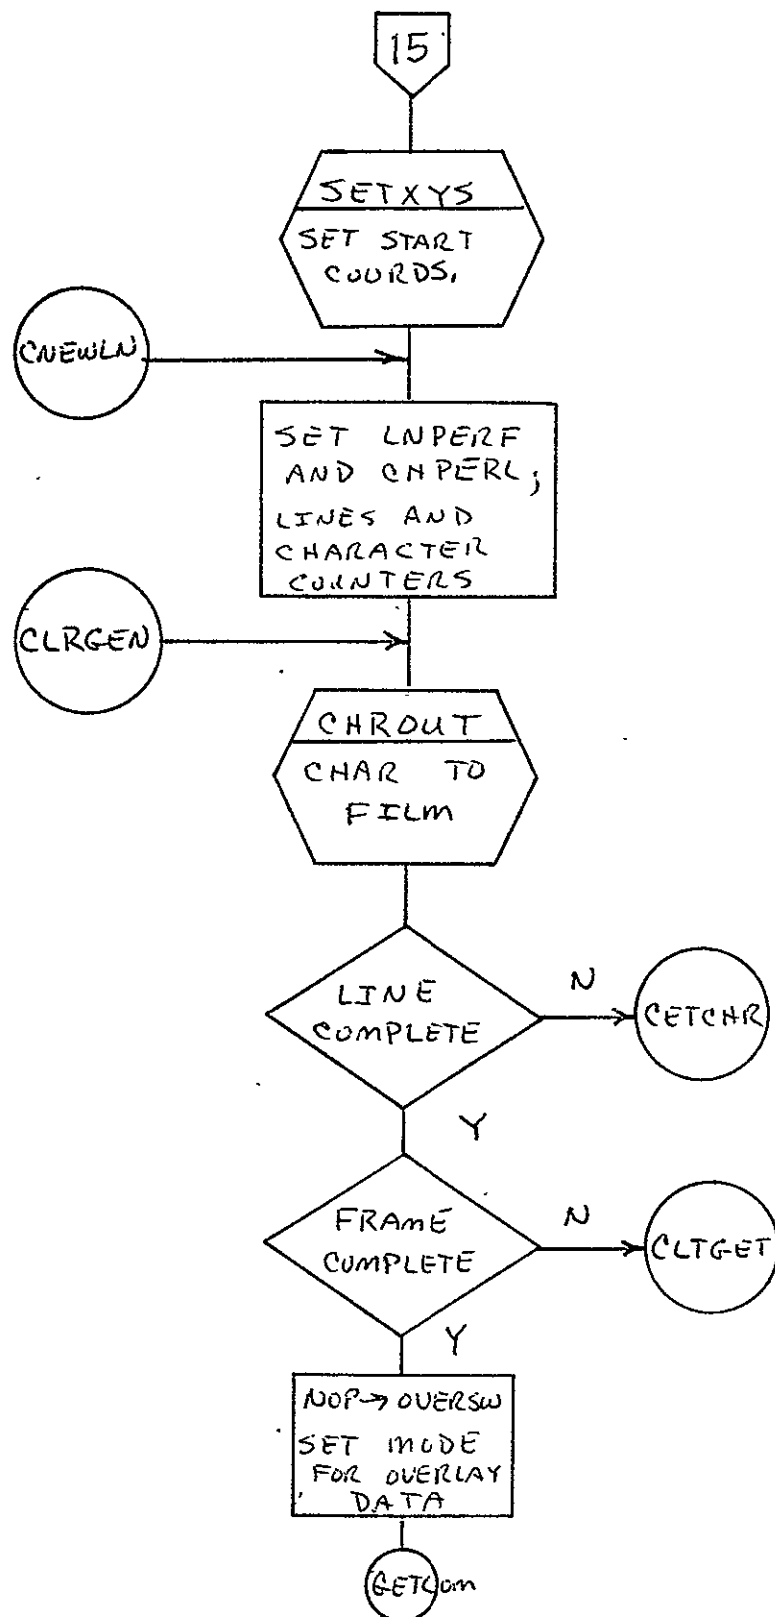 15
SETXYS
SET START
COORDS.
CNEWLN
SET LNPERF
AND CHPERL;
LINES AND
CHARACTER
COUNTERS
CLRGEN
CHROUT
CHAR TO
FILM
LINE
COMPLETE
N
CETCHR
Y
FRAME
COMPLETE
N
CLTGET
Y
NOP→OVERSW
SET MODE
FOR OVERLAY
DATA
GETCOM